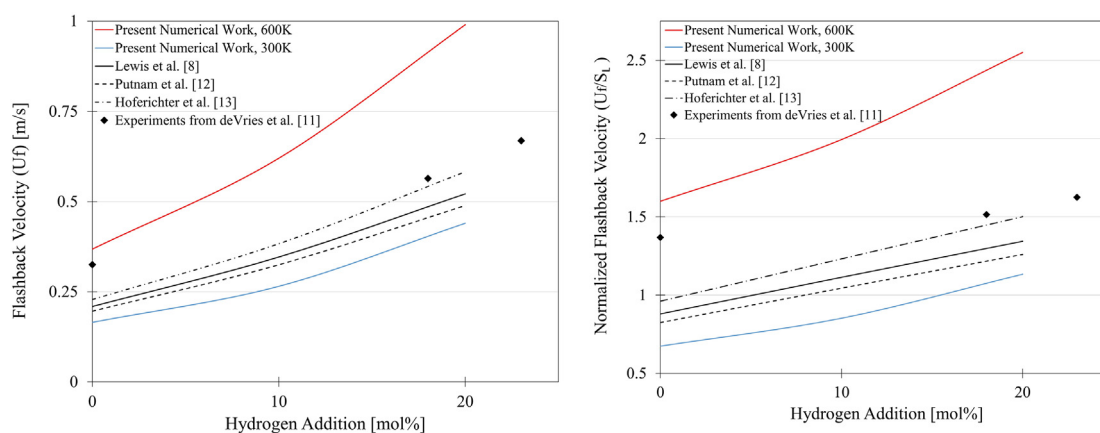 1
Present Numerical Work, 600K
Present Numerical Work, 300K
Lewis et al. [8]
Putnam et al. [12]
Hoferichter et al. [13]
Experiments from deVries et al. [11]
0.75
0.5
0.25
0
Flashback Velocity (Uf) [m/s]
0 10 20
Hydrogen Addition [mol%]
Present Numerical Work, 600K
Present Numerical Work, 300K
Lewis et al. [8]
Putnam et al. [12]
Hoferichter et al. [13]
Experiments from deVries et al. [11]
2.5
2
1.5
1
0.5
Normalized Flashback Velocity (Uf/SL)
0 10 20
Hydrogen Addition [mol%]